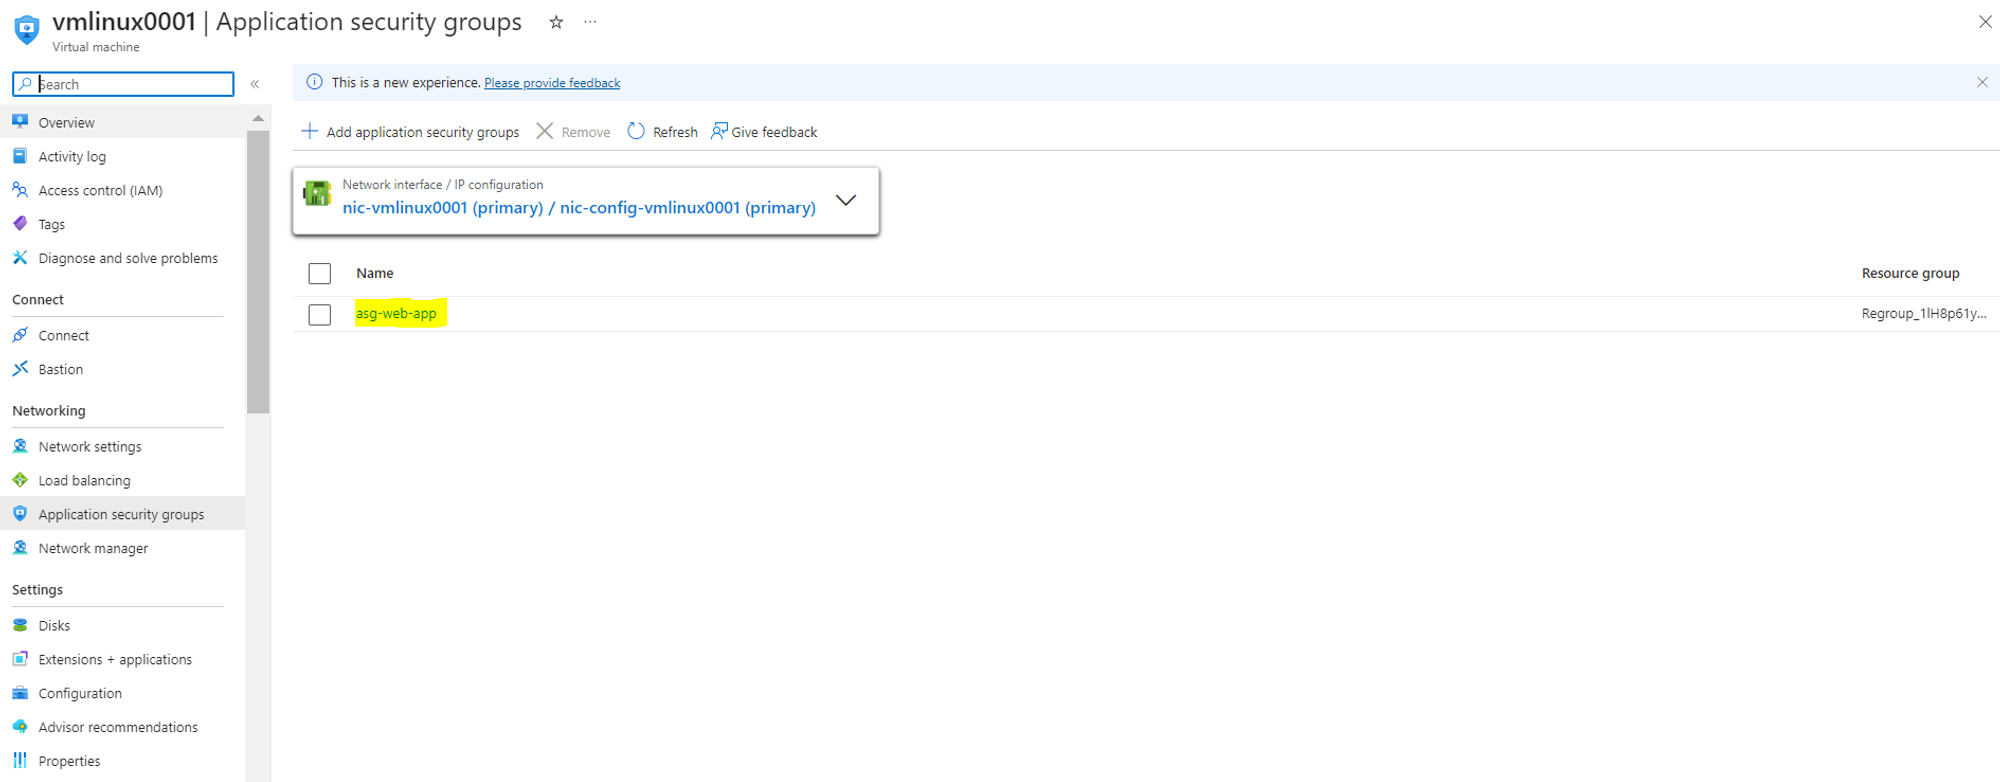 vmlinux0001 | Application security groups
Virtual machine
Search
Overview
Activity log
Access control (IAM)
Tags
Diagnose and solve problems
Connect
Connect
Bastion
Networking
Network settings
Load balancing
Application security groups
Network manager
Settings
Disks
Extensions + applications
Configuration
Advisor recommendations
Properties
This is a new experience. Please provide feedback
Add application security groups Remove Refresh Give feedback
Network interface / IP configuration
nic-vmlinux0001 (primary) / nic-config-vmlinux0001 (primary)
Name Resource group
asg-web-app Regroup_1lH8p61y...